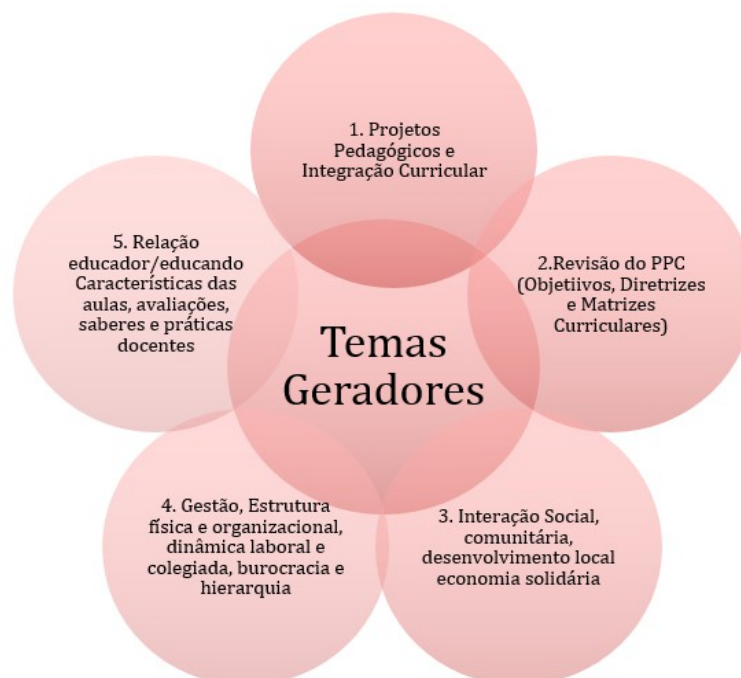 1. Projetos
Pedagógicos e
Integração Curricular
2.Revisão do PPC
(Objetiivos, Diretrizes
e Matrizes
Curriculares)
3. Interação Social,
comunitária,
desenvolvimento local
economia solidária
4. Gestão, Estrutura
física e organizacional,
dinâmica laboral e
colegiada, burocracia e
hierarquia
5. Relação
educador/educando
Características das
aulas, avaliações,
saberes e práticas
docentes
Temas
Geradores